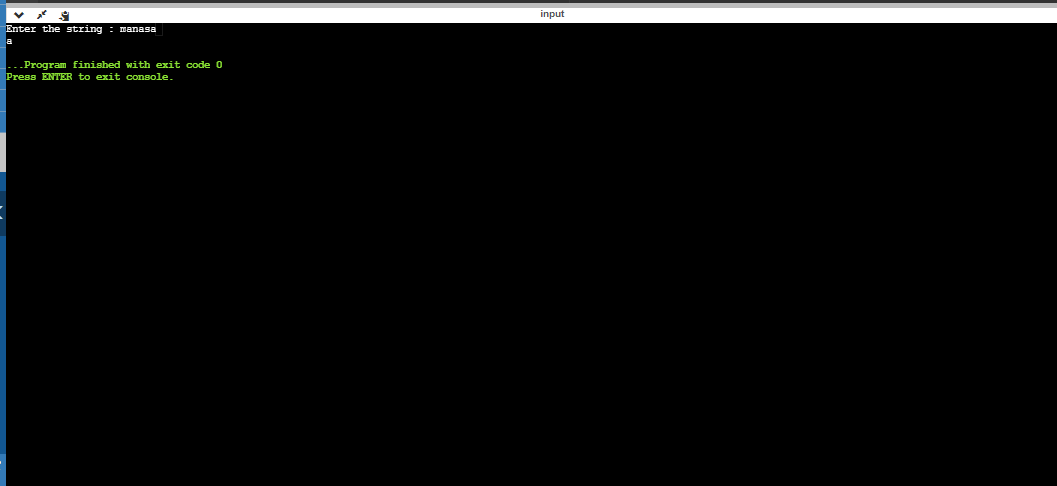 input
Enter the string : manasa
a
...Program finished with exit code 0
Press ENTER to exit console.